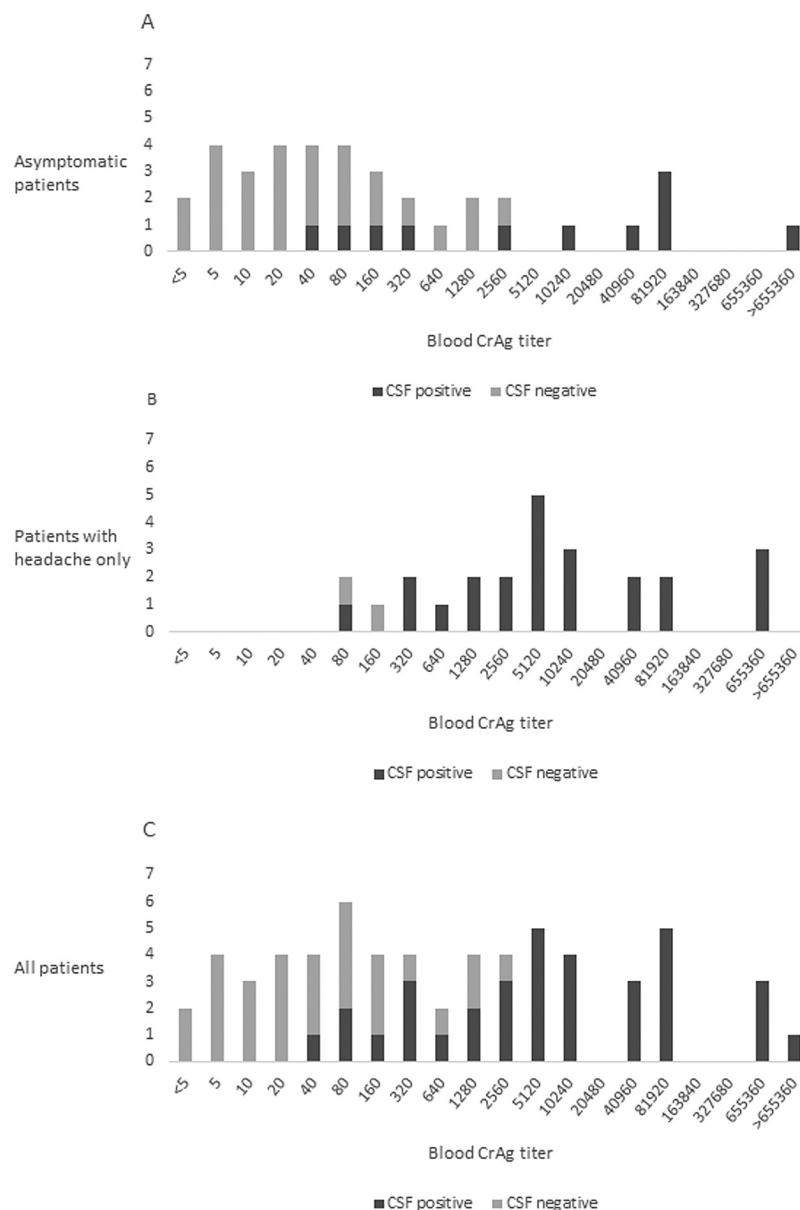 A
7
6
5
4
3
2
1
0
Asymptomatic
patients
<5 5 10 20 40 80 160 320 640 1280 2560 5120 10240 20480 40960 81920 163840 327680 655360 >655360
Blood CrAg titer
CSF positive CSF negative
B
7
6
5
4
3
2
1
0
Patients with
headache only
<5 5 10 20 40 80 160 320 640 1280 2560 5120 10240 20480 40960 81920 163840 327680 655360 >655360
Blood CrAg titer
CSF positive CSF negative
C
7
6
5
4
3
2
1
0
All patients
<5 5 10 20 40 80 160 320 640 1280 2560 5120 10240 20480 40960 81920 163840 327680 655360 >655360
Blood CrAg titer
CSF positive CSF negative